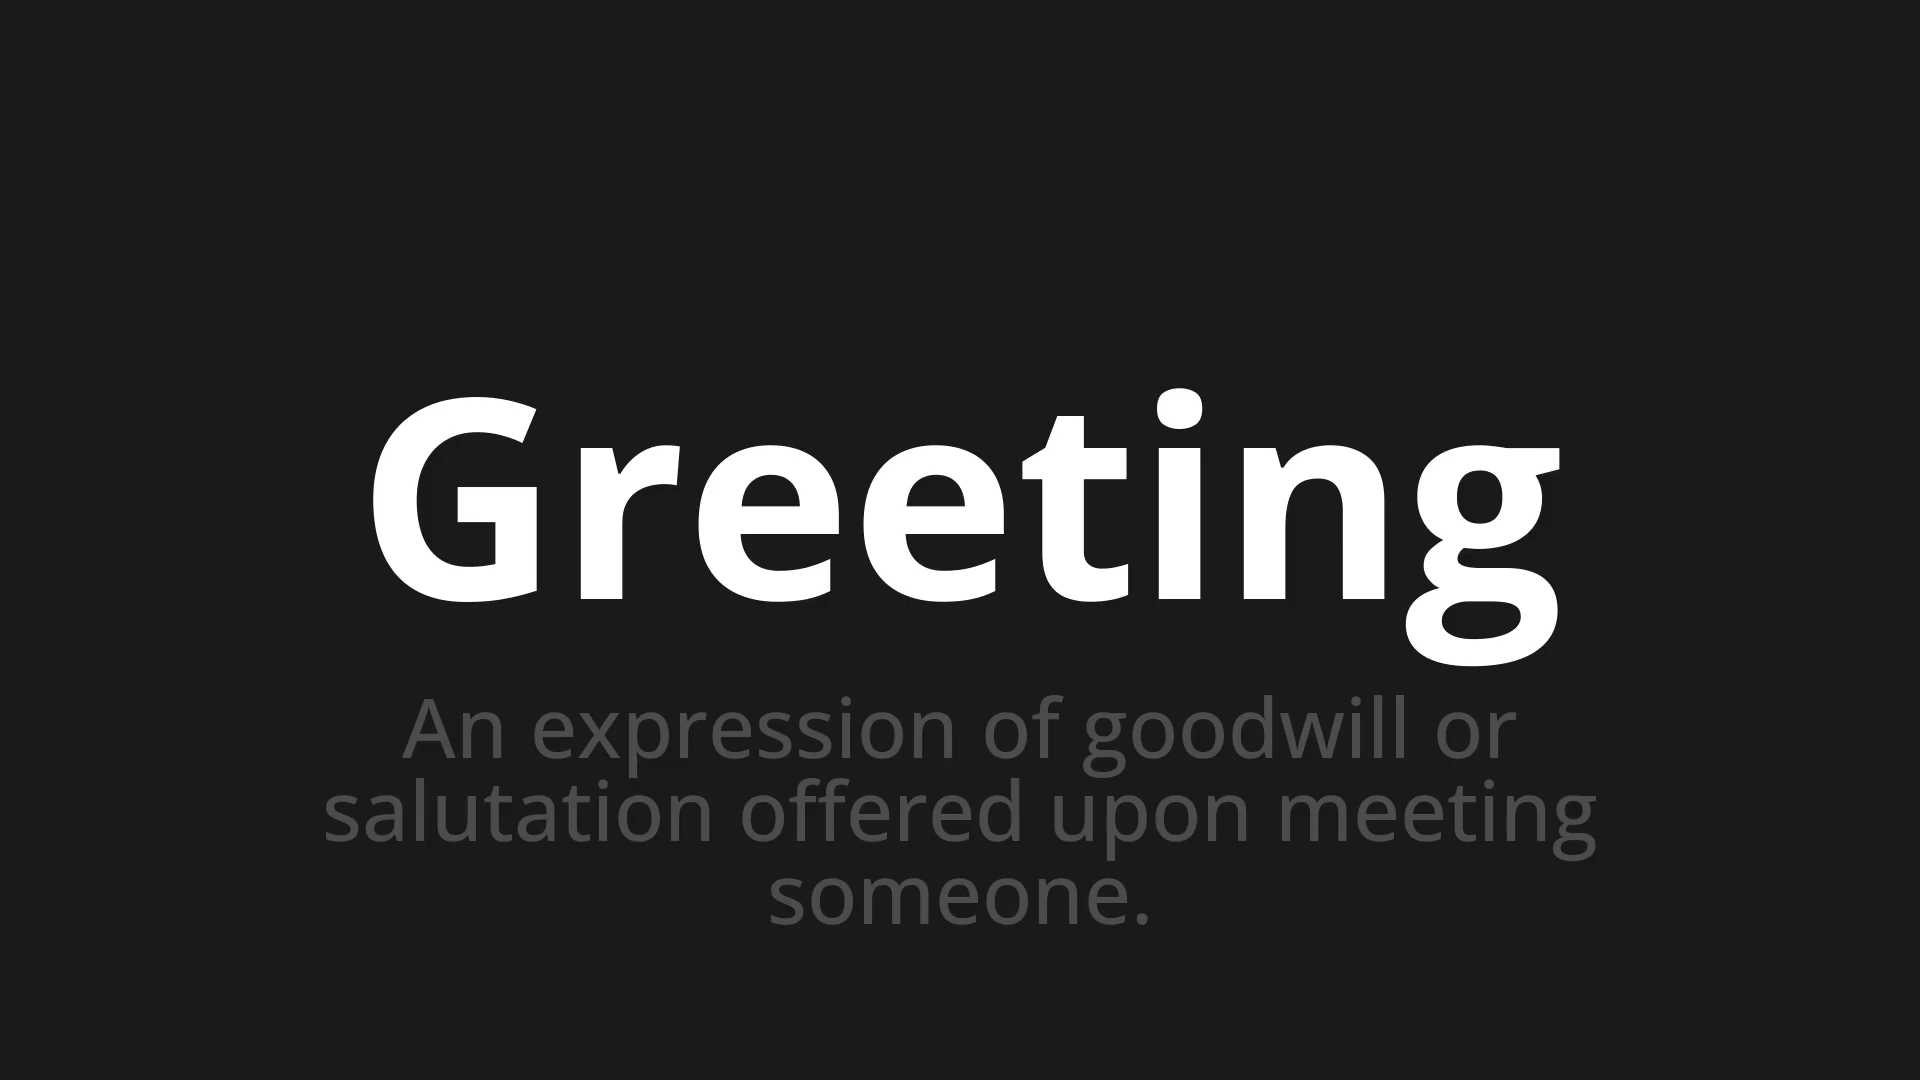 Greeting
An expression of goodwill or
salutation offered upon meeting
someone.